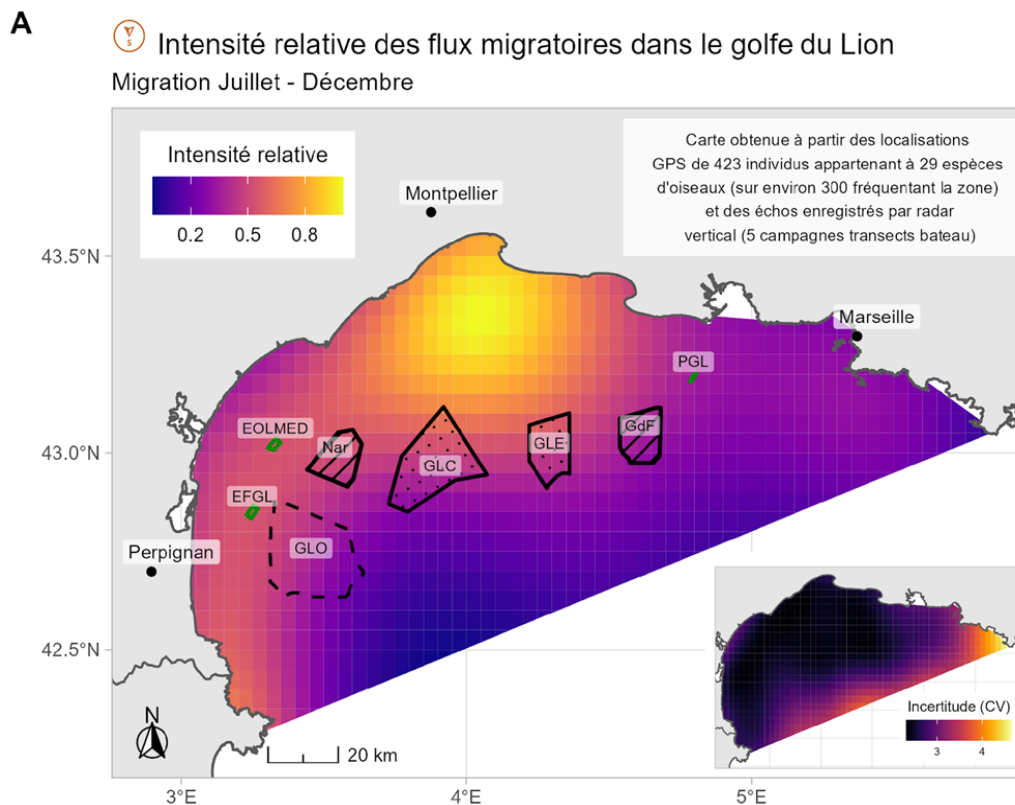 A
S
Intensité relative des flux migratoires dans le golfe du Lion
Migration Juillet - Décembre
Intensité relative
0.2 0.5 0.8
Carte obtenue à partir des localisations
GPS de 423 individus appartenant à 29 espèces
d'oiseaux (sur environ 300 fréquentant la zone)
et des échos enregistrés par radar
vertical (5 campagnes transects bateau)
Montpellier
43.5°N
Marseille
PGL
EOLMED
Nar
GLC
GLE
GdF
43.0°N
EFGL
GLO
Perpignan
42.5°N
N
20 km
Incertitude (CV)
3 4
3°E 4°E 5°E